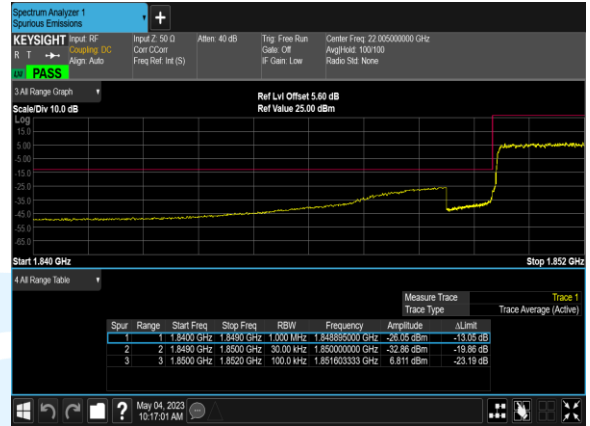 Spectrum Analyzer 1
Spurious Emissions
KEYSIGHT Input: RF Input Z: 50 Ω Atten: 40 dB Trig: Free Run Center Freq: 22.005000000 GHz
R T Coupling: DC Corr CCorr Gate: Off Avg|Hold: 100/100
Align: Auto Freq Ref: Int (S) IF Gain: Low Radio Std: None
PASS
3 All Range Graph
Ref Lvl Offset 5.60 dB
Scale/Div 10.0 dB Ref Value 25.00 dBm
Log
15.0
5.00
-5.00
-15.0
-25.0
-35.0
-45.0
-55.0
-65.0
Start 1.840 GHz Stop 1.852 GHz
4 All Range Table
Measure Trace Trace 1
Trace Type Trace Average (Active)
Spur Range Start Freq Stop Freq RBW Frequency Amplitude ΔLimit
1 1 1.8400 GHz 1.8490 GHz 1.000 MHz 1.848895000 GHz -26.05 dBm -13.05 dB
2 2 1.8490 GHz 1.8500 GHz 30.00 kHz 1.850000000 GHz -32.86 dBm -19.86 dB
3 3 1.8500 GHz 1.8520 GHz 100.0 kHz 1.851603333 GHz 6.811 dBm -23.19 dB
? May 04, 2023
10:17:01 AM